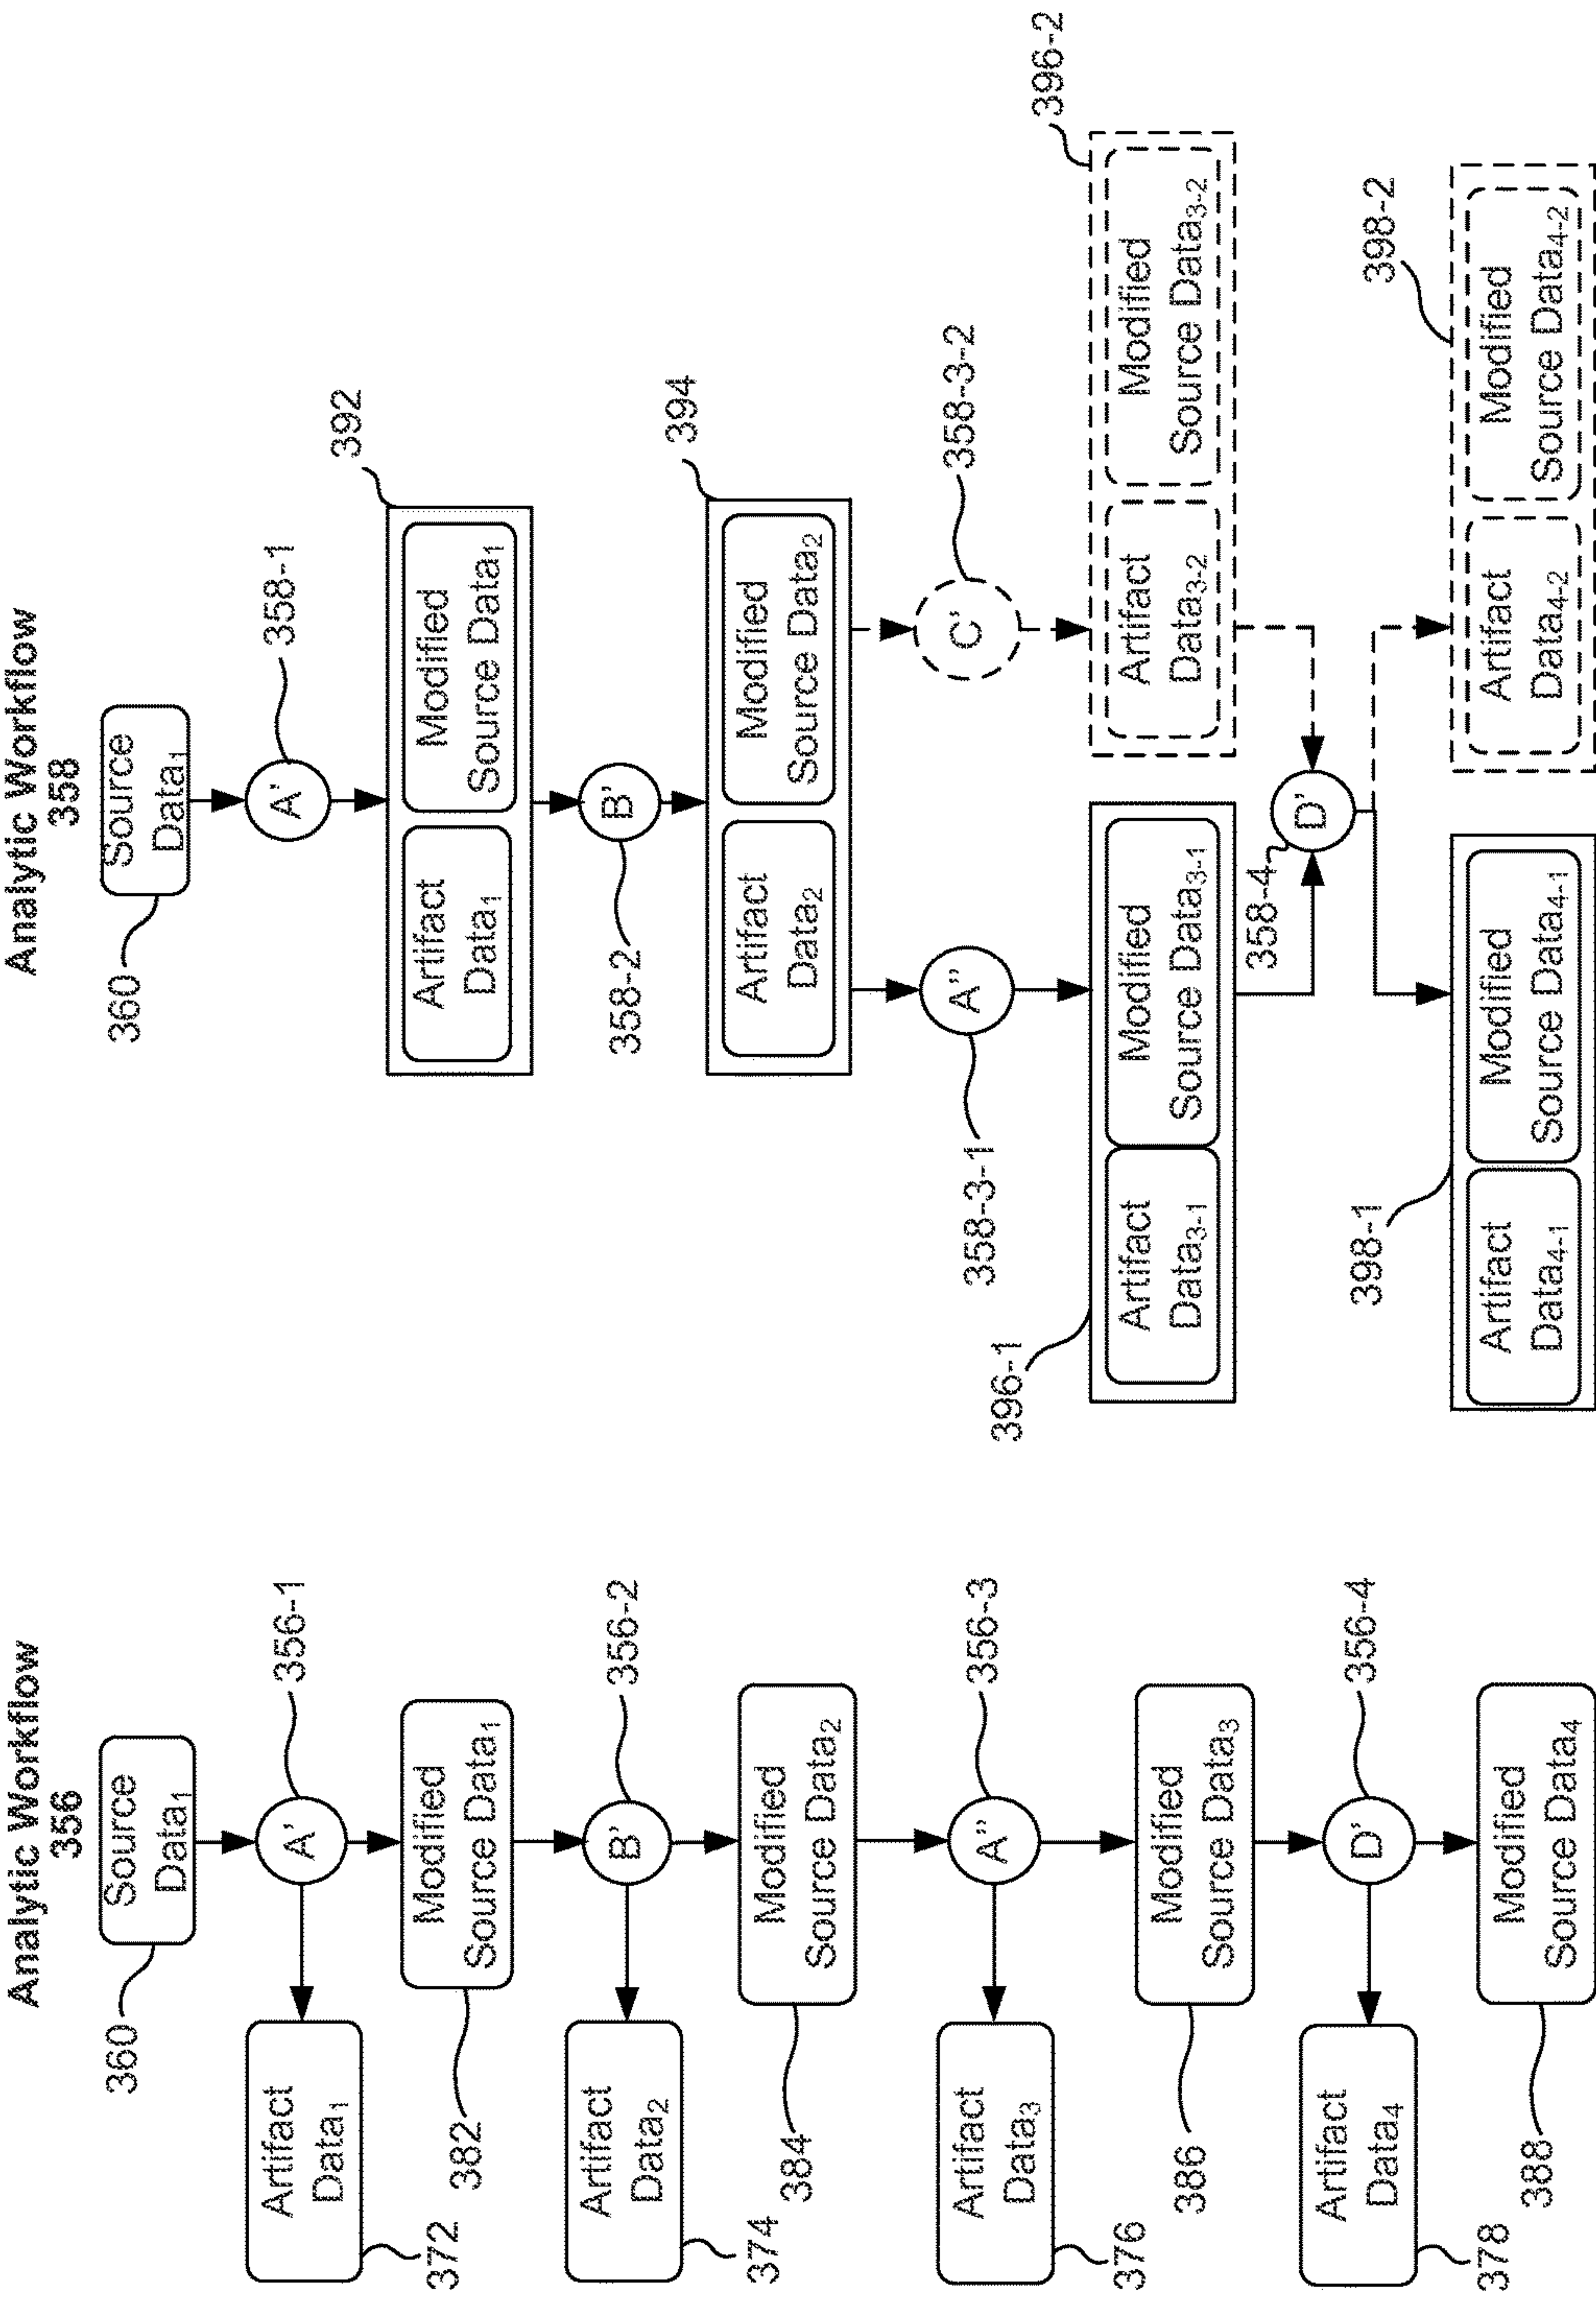 Analytic Workflow
356
Source
Data₁
360
A'
356-1
Artifact
Data₁
372
Modified
Source Data₁
382
B'
356-2
Artifact
Data₂
374
Modified
Source Data₂
384
A''
356-3
Artifact
Data₃
376
Modified
Source Data₃
386
D'
356-4
Artifact
Data₄
378
Modified
Source Data₄
388
Analytic Workflow
358
Source
Data₁
360
A'
358-1
392
Artifact
Data₁
Modified
Source Data₁
B'
358-2
394
Artifact
Data₂
Modified
Source Data₂
A''
358-3-1
C'
358-3-2
396-1
Artifact
Data₃₋₁
Modified
Source Data₃₋₁
396-2
Artifact
Data₃₋₂
Modified
Source Data₃₋₂
358-4
D'
398-1
Artifact
Data₄₋₁
Modified
Source Data₄₋₁
398-2
Artifact
Data₄₋₂
Modified
Source Data₄₋₂